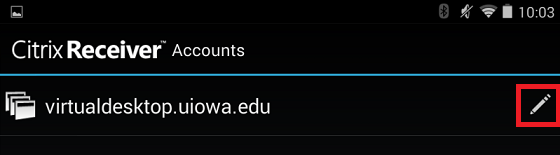 10:03
Citrix Receiver™ Accounts
virtualdesktop.uiowa.edu